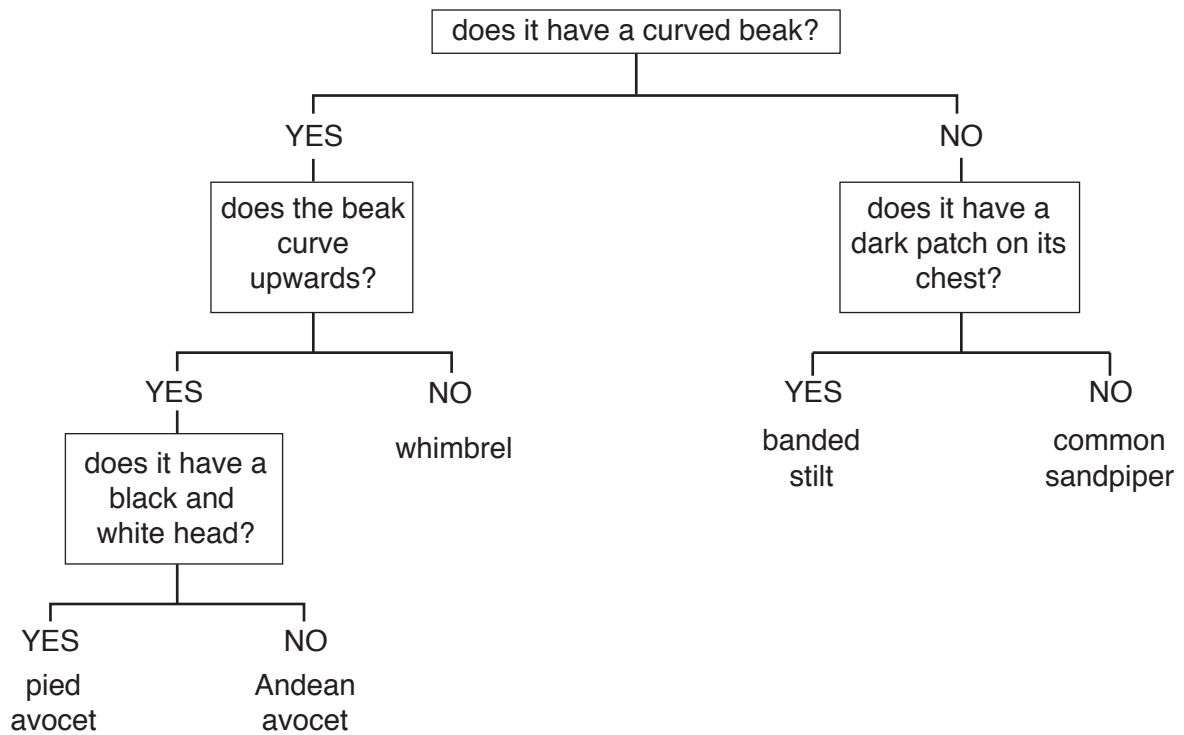 does it have a curved beak?
YES
NO
does the beak
curve
upwards?
does it have a
dark patch on its
chest?
YES
NO
YES
NO
does it have a
black and
white head?
whimbrel
banded
stilt
common
sandpiper
YES
NO
pied
avocet
Andean
avocet